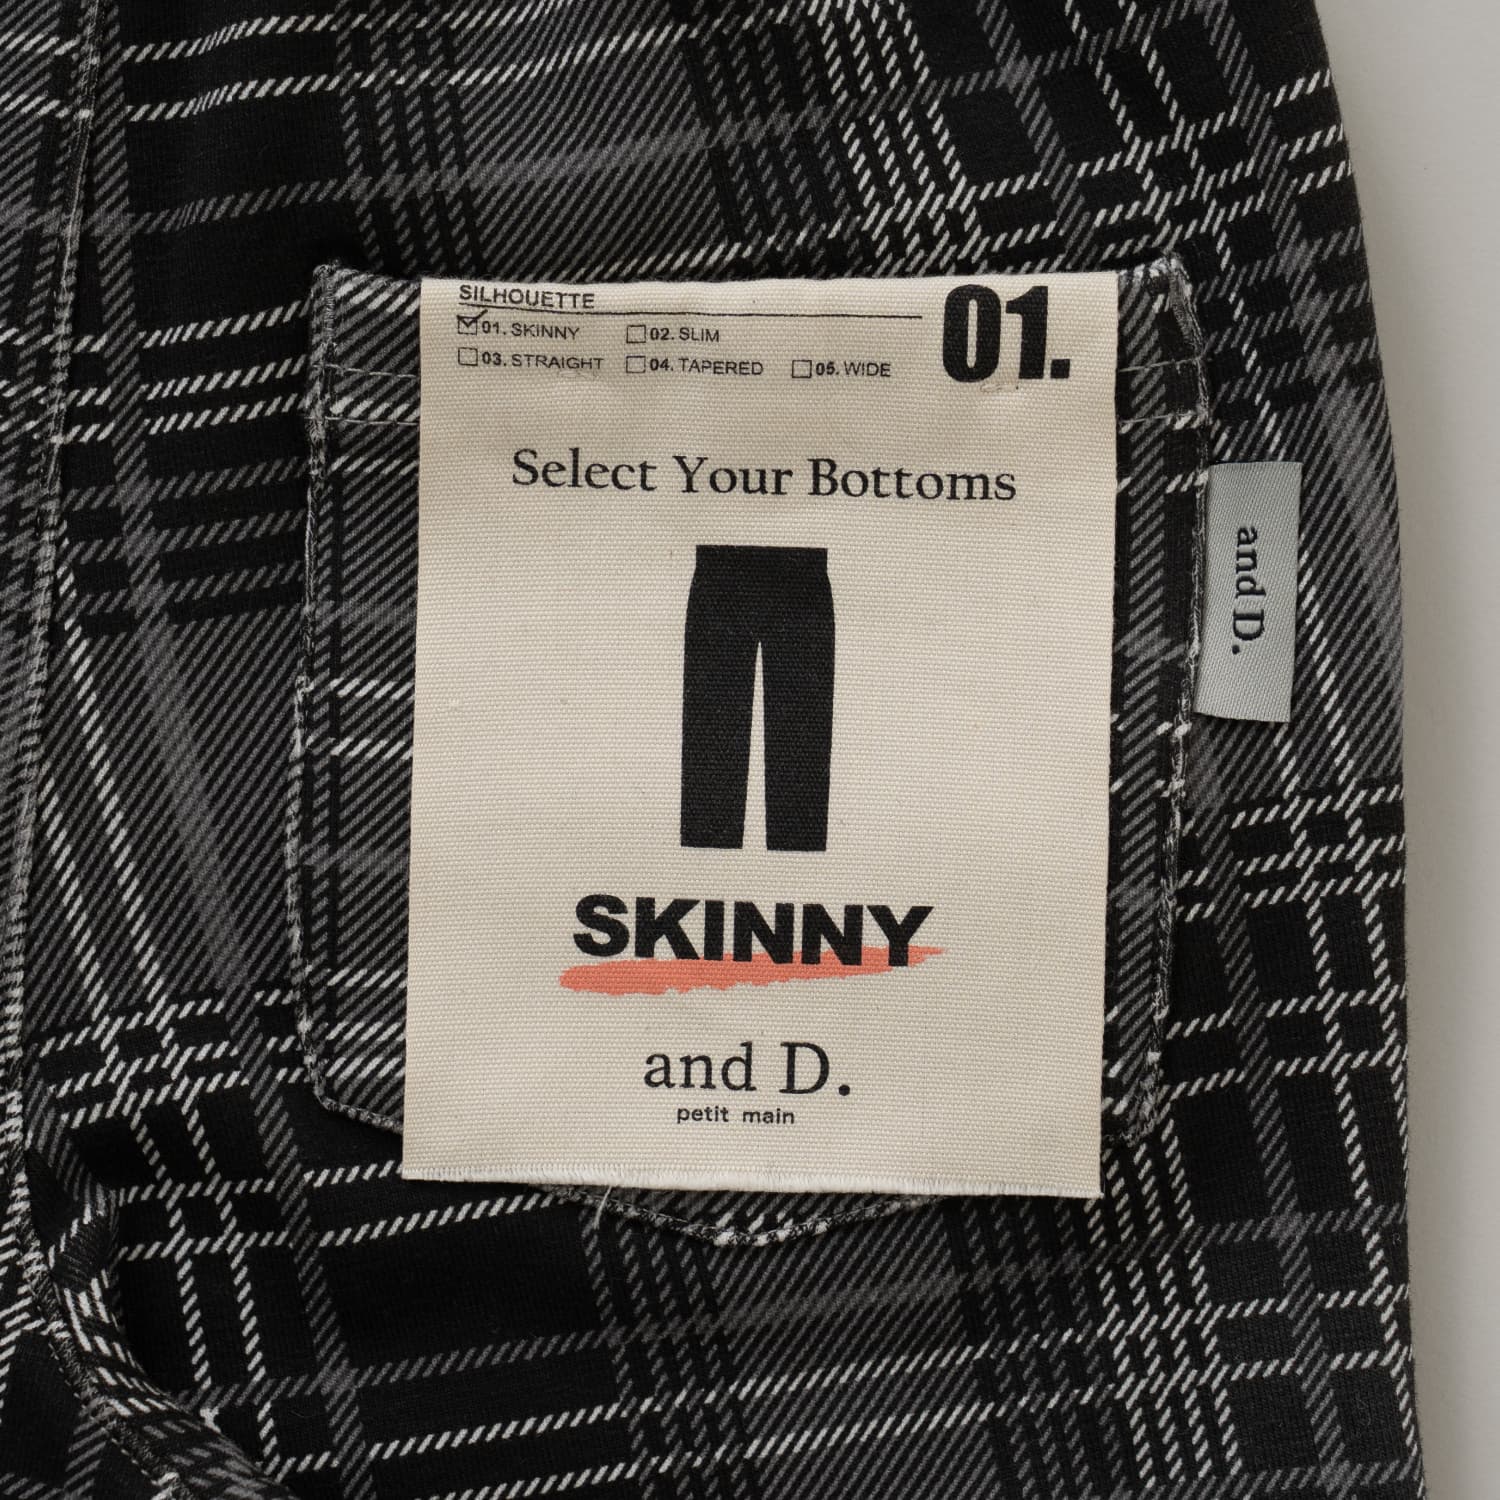 SILHOUETTE
01. SKINNY
02. SLIM
03. STRAIGHT
04. TAPERED
05. WIDE
01.
Select Your Bottoms
SKINNY
and D.
petit main
and D.